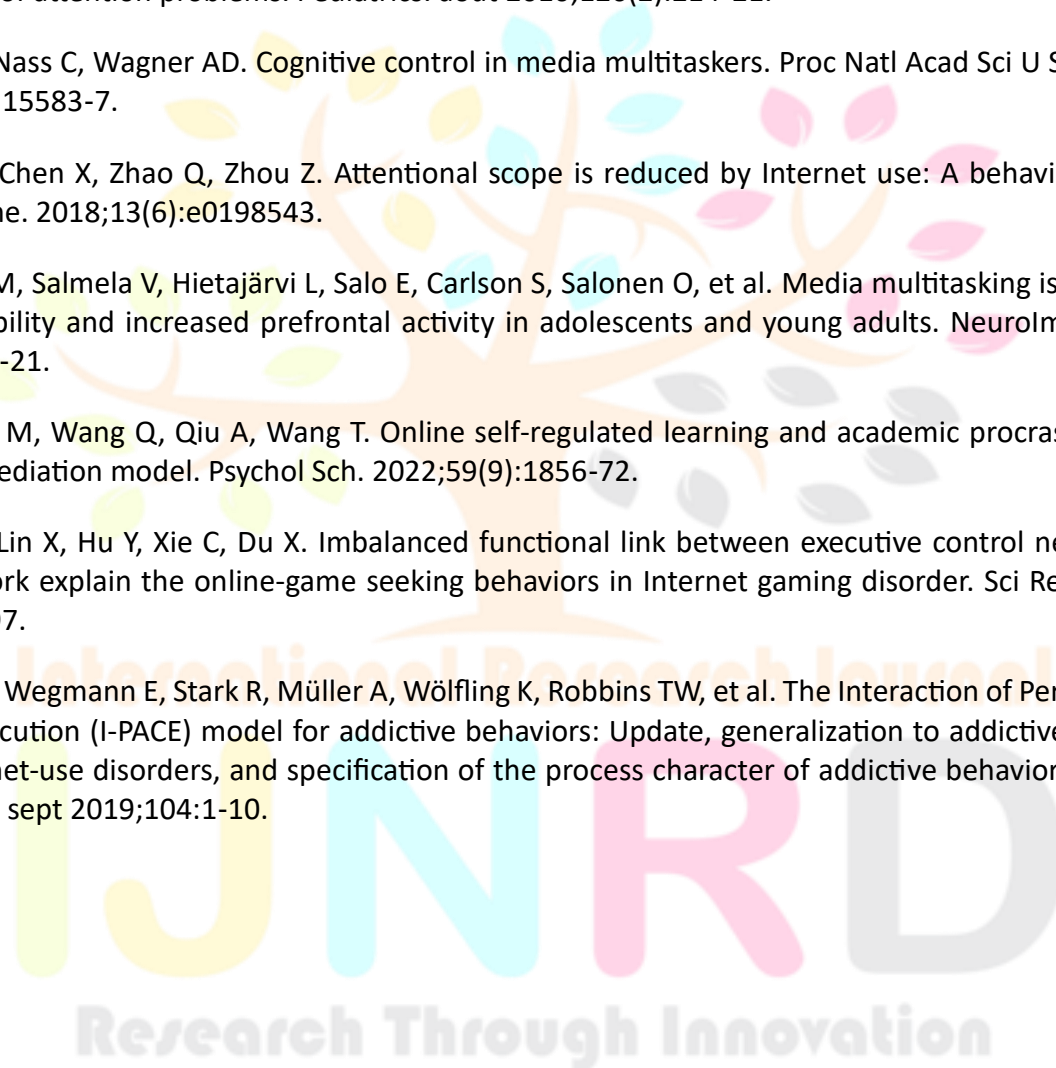 of attention problems. Pediatrics. août 2010;126(2):214-21.
Nass C, Wagner AD. Cognitive control in media multitaskers. Proc Natl Acad Sci U S
15583-7.
Chen X, Zhao Q, Zhou Z. Attentional scope is reduced by Internet use: A behavi
ne. 2018;13(6):e0198543.
M, Salmela V, Hietajärvi L, Salo E, Carlson S, Salonen O, et al. Media multitasking is
bility and increased prefrontal activity in adolescents and young adults. NeuroIm
-21.
M, Wang Q, Qiu A, Wang T. Online self-regulated learning and academic procras
ediation model. Psychol Sch. 2022;59(9):1856-72.
Lin X, Hu Y, Xie C, Du X. Imbalanced functional link between executive control ne
ork explain the online-game seeking behaviors in Internet gaming disorder. Sci Re
97.
International Research Journal
Wegmann E, Stark R, Müller A, Wölfling K, Robbins TW, et al. The Interaction of Per
cution (I-PACE) model for addictive behaviors: Update, generalization to addictive
net-use disorders, and specification of the process character of addictive behavior
sept 2019;104:1-10.
IJNRD
Research Through Innovation